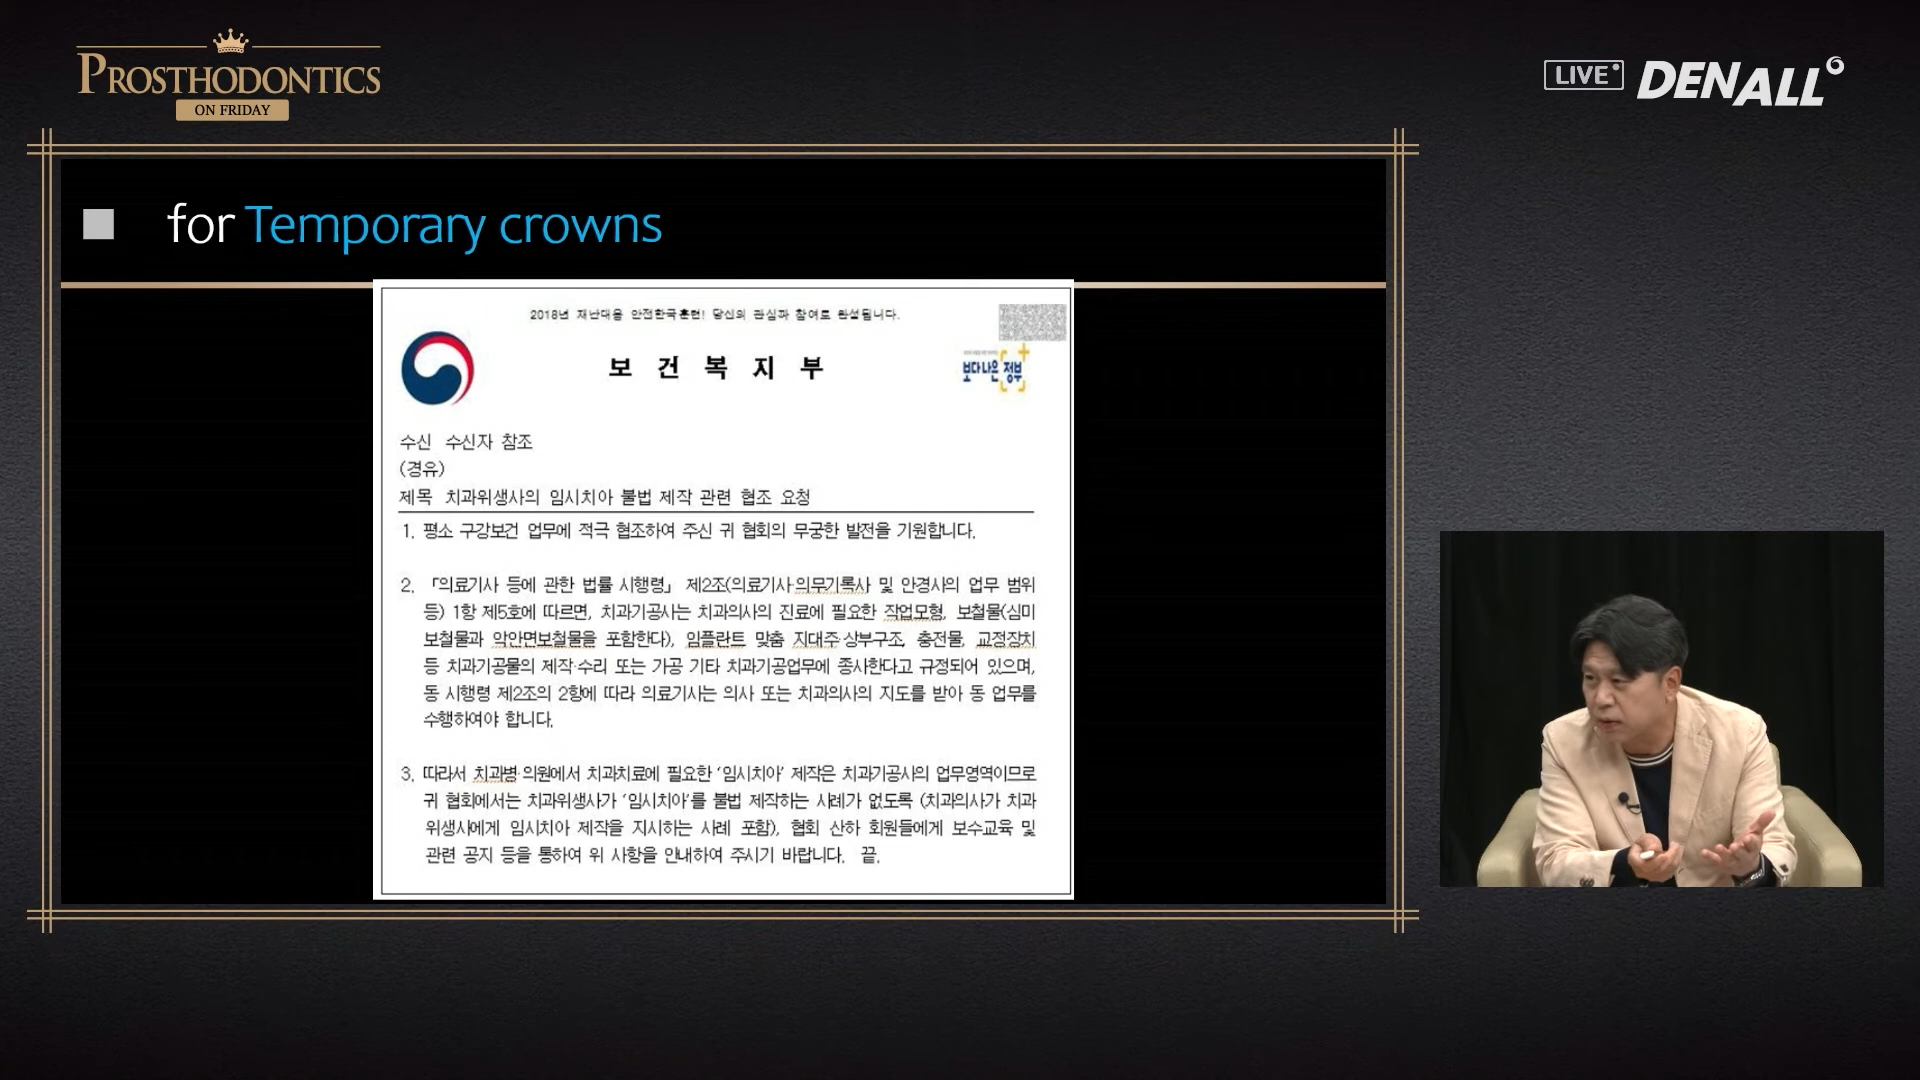 PROSTHODONTICS
ON FRIDAY
LIVE
DENALL
for Temporary crowns
2018년 재난대응 안전한국훈련! 당신의 관심과 참여로 완성됩니다.
보 건 복 지 부
보다나은 정부
수신 수신자 참조
(경유)
제목 치과위생사의 임시치아 불법 제작 관련 협조 요청
1. 평소 구강보건 업무에 적극 협조하여 주신 귀 협회의 무궁한 발전을 기원합니다.
2. 「의료기사 등에 관한 법률 시행령」 제2조(의료기사·의무기록사 및 안경사의 업무 범위
등) 1항 제5호에 따르면, 치과기공사는 치과의사의 진료에 필요한 작업모형, 보철물(심미
보철물과 악안면보철물을 포함한다), 임플란트 맞춤 지대주·상부구조, 충전물, 교정장치
등 치과기공물의 제작·수리 또는 가공 기타 치과기공업무에 종사한다고 규정되어 있으며,
동 시행령 제2조의 2항에 따라 의료기사는 의사 또는 치과의사의 지도를 받아 동 업무를
수행하여야 합니다.
3. 따라서 치과병·의원에서 치과치료에 필요한 ‘임시치아’ 제작은 치과기공사의 업무영역이므로
귀 협회에서는 치과위생사가 ‘임시치아’를 불법 제작하는 사례가 없도록 (치과의사가 치과
위생사에게 임시치아 제작을 지시하는 사례 포함), 협회 산하 회원들에게 보수교육 및
관련 공지 등을 통하여 위 사항을 안내하여 주시기 바랍니다. 끝.